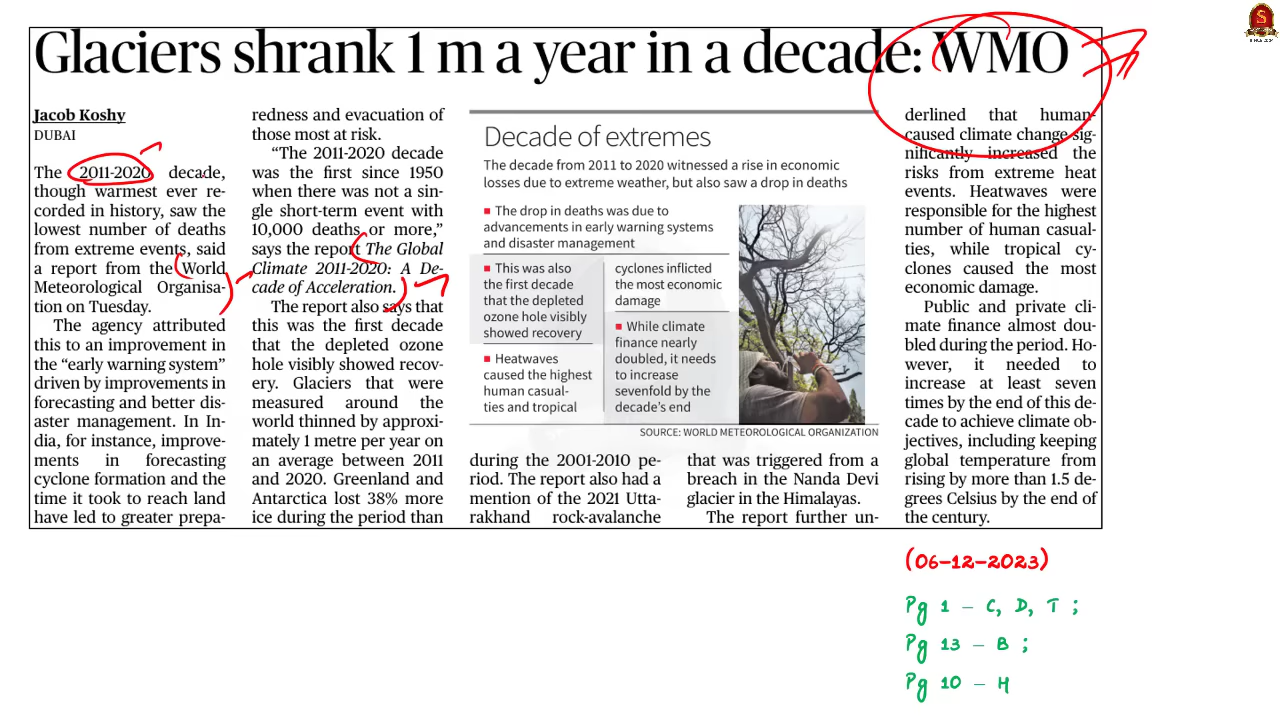 Glaciers shrank 1 m a year in a decade: WMO
Jacob Koshy
DUBAI
The 2011-2020 decade,
though warmest ever re-
corded in history, saw the
lowest number of deaths
from extreme events, said
a report from the World
Meteorological Organisa-
tion on Tuesday.
The agency attributed
this to an improvement in
the “early warning system”
driven by improvements in
forecasting and better dis-
aster management. In In-
dia, for instance, improve-
ments in forecasting
cyclone formation and the
time it took to reach land
have led to greater prepa-
redness and evacuation of
those most at risk.
“The 2011-2020 decade
was the first since 1950
when there was not a sin-
gle short-term event with
10,000 deaths or more,”
says the report The Global
Climate 2011-2020: A De-
cade of Acceleration.
The report also says that
this was the first decade
that the depleted ozone
hole visibly showed recov-
ery. Glaciers that were
measured around the
world thinned by approxi-
mately 1 metre per year on
an average between 2011
and 2020. Greenland and
Antarctica lost 38% more
ice during the period than
Decade of extremes
The decade from 2011 to 2020 witnessed a rise in economic
losses due to extreme weather, but also saw a drop in deaths
■ The drop in deaths was due to
advancements in early warning systems
and disaster management
■ This was also
the first decade
that the depleted
ozone hole visibly
showed recovery
■ Heatwaves
caused the highest
human casual-
ties and tropical
cyclones inflicted
the most economic
damage
■ While climate
finance nearly
doubled, it needs
to increase
sevenfold by the
decade’s end
SOURCE: WORLD METEOROLOGICAL ORGANIZATION
during the 2001-2010 pe-
riod. The report also had a
mention of the 2021 Utta-
rakhand rock-avalanche
that was triggered from a
breach in the Nanda Devi
glacier in the Himalayas.
The report further un-
derlined that human-
caused climate change sig-
nificantly increased the
risks from extreme heat
events. Heatwaves were
responsible for the highest
number of human casual-
ties, while tropical cy-
clones caused the most
economic damage.
Public and private cli-
mate finance almost dou-
bled during the period. Ho-
wever, it needed to
increase at least seven
times by the end of this de-
cade to achieve climate ob-
jectives, including keeping
global temperature from
rising by more than 1.5 de-
grees Celsius by the end of
the century.
(06-12-2023)
Pg 1 – C, D, T ;
Pg 13 – B ;
Pg 10 – H